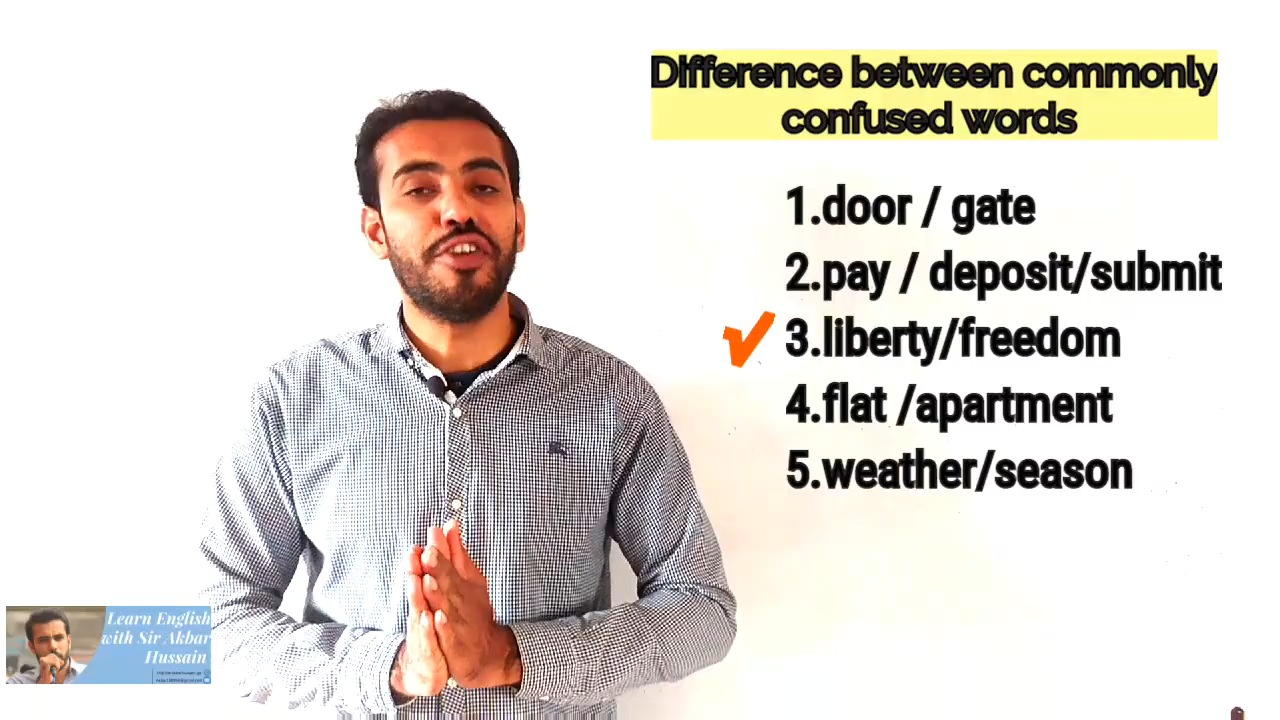 Difference between commonly
confused words
1.door / gate
2.pay / deposit/submit
3.liberty/freedom
4.flat /apartment
5.weather/season
Learn English
with Sir Akbar
Hussain